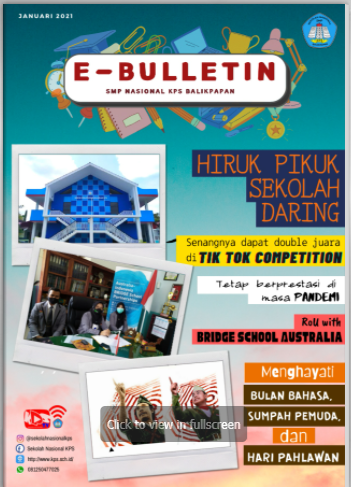 JANUARI 2021
E-BULLETIN
SMP NASIONAL KPS BALIKPAPAN
HIRUK PIKUK
SEKOLAH
DARING
Senangnya dapat double juara
di TIK TOK COMPETITION
Tetap berprestasi di
masa PANDEMI
Roll with
BRIDGE SCHOOL AUSTRALIA
Menghayati
BULAN BAHASA,
SUMPAH PEMUDA,
dan
HARI PAHLAWAN
Click to view in fullscreen
@sekolahnasionalkps
Sekolah Nasional KPS
http://www.kps.sch.id/